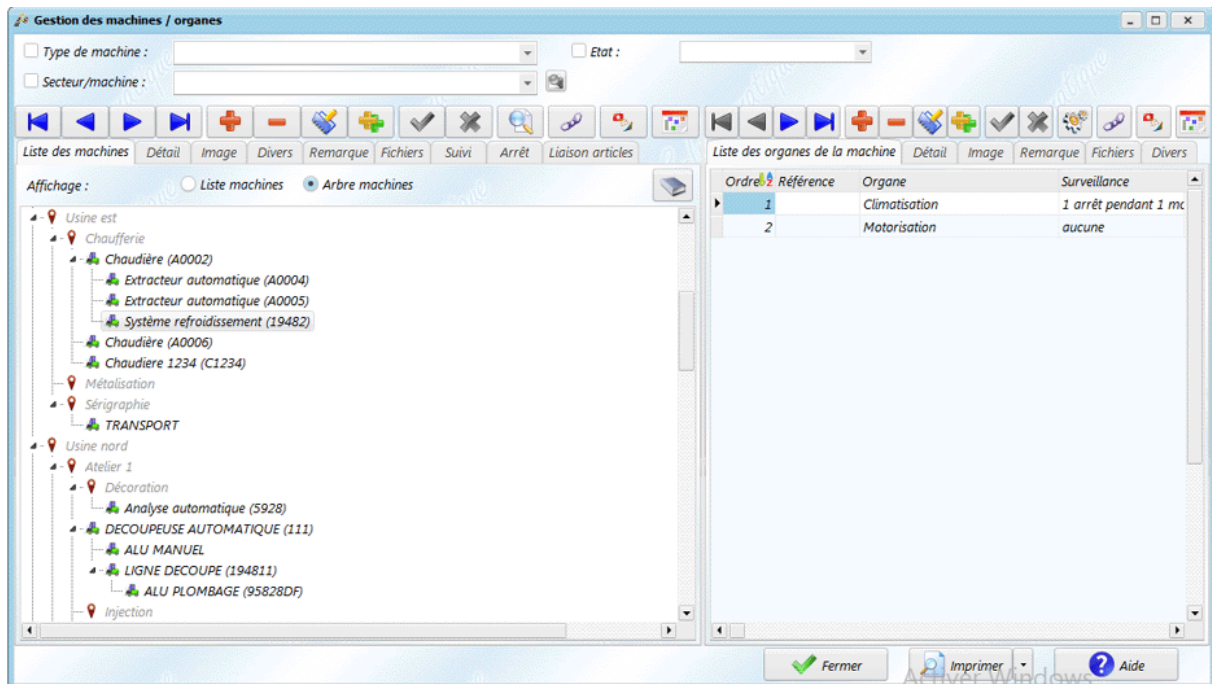 Gestion des machines / organes
Type de machine :
Etat :
Secteur/machine :
Liste des machines Détail Image Divers Remarque Fichiers Suivi Arrêt Liaison articles
Affichage : Liste machines Arbre machines
Usine est
Chaufferie
Chaudière (A0002)
Extracteur automatique (A0004)
Extracteur automatique (A0005)
Système refroidissement (19482)
Chaudière (A0006)
Chaudiere 1234 (C1234)
Métalisation
Sérigraphie
TRANSPORT
Usine nord
Atelier 1
Décoration
Analyse automatique (5928)
DECOUPEUSE AUTOMATIQUE (111)
ALU MANUEL
LIGNE DECOUPE (194811)
ALU PLOMBAGE (95828DF)
Injection
Liste des organes de la machine Détail Image Remarque Fichiers Divers
Ordre Référence Organe Surveillance
1 Climatisation 1 arrêt pendant 1 mo
2 Motorisation aucune
Fermer Imprimer Aide
Activer Windows